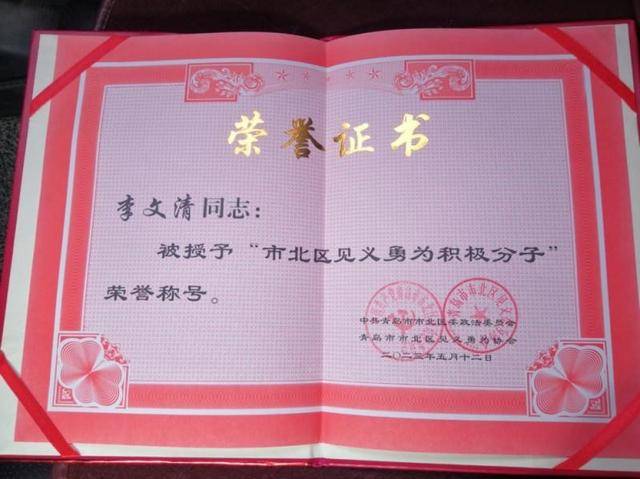 荣誉证书
李文清同志：
被授予“市北区见义勇为积极分子”
荣誉称号。
中共青岛市市北区委政法委员会
青岛市市北区见义勇为协会
二〇二三年五月十二日